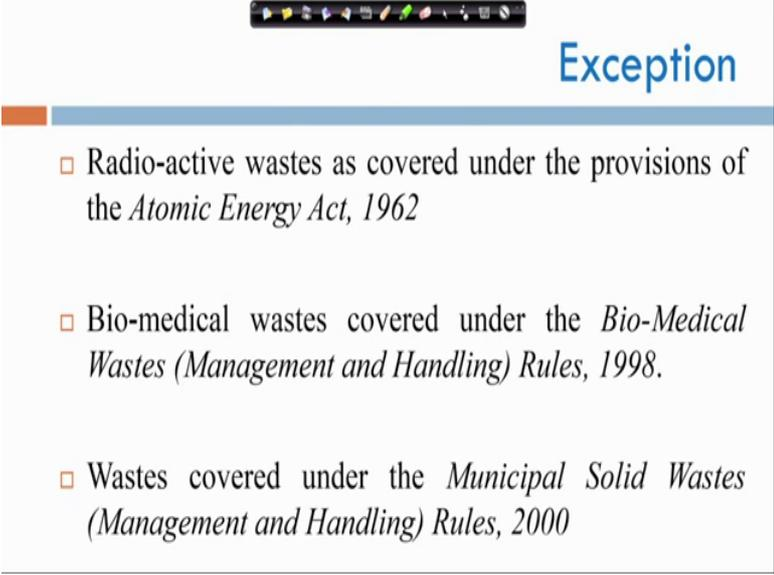 Exception
Radio-active wastes as covered under the provisions of
the Atomic Energy Act, 1962
Bio-medical wastes covered under the Bio-Medical
Wastes (Management and Handling) Rules, 1998.
Wastes covered under the Municipal Solid Wastes
(Management and Handling) Rules, 2000